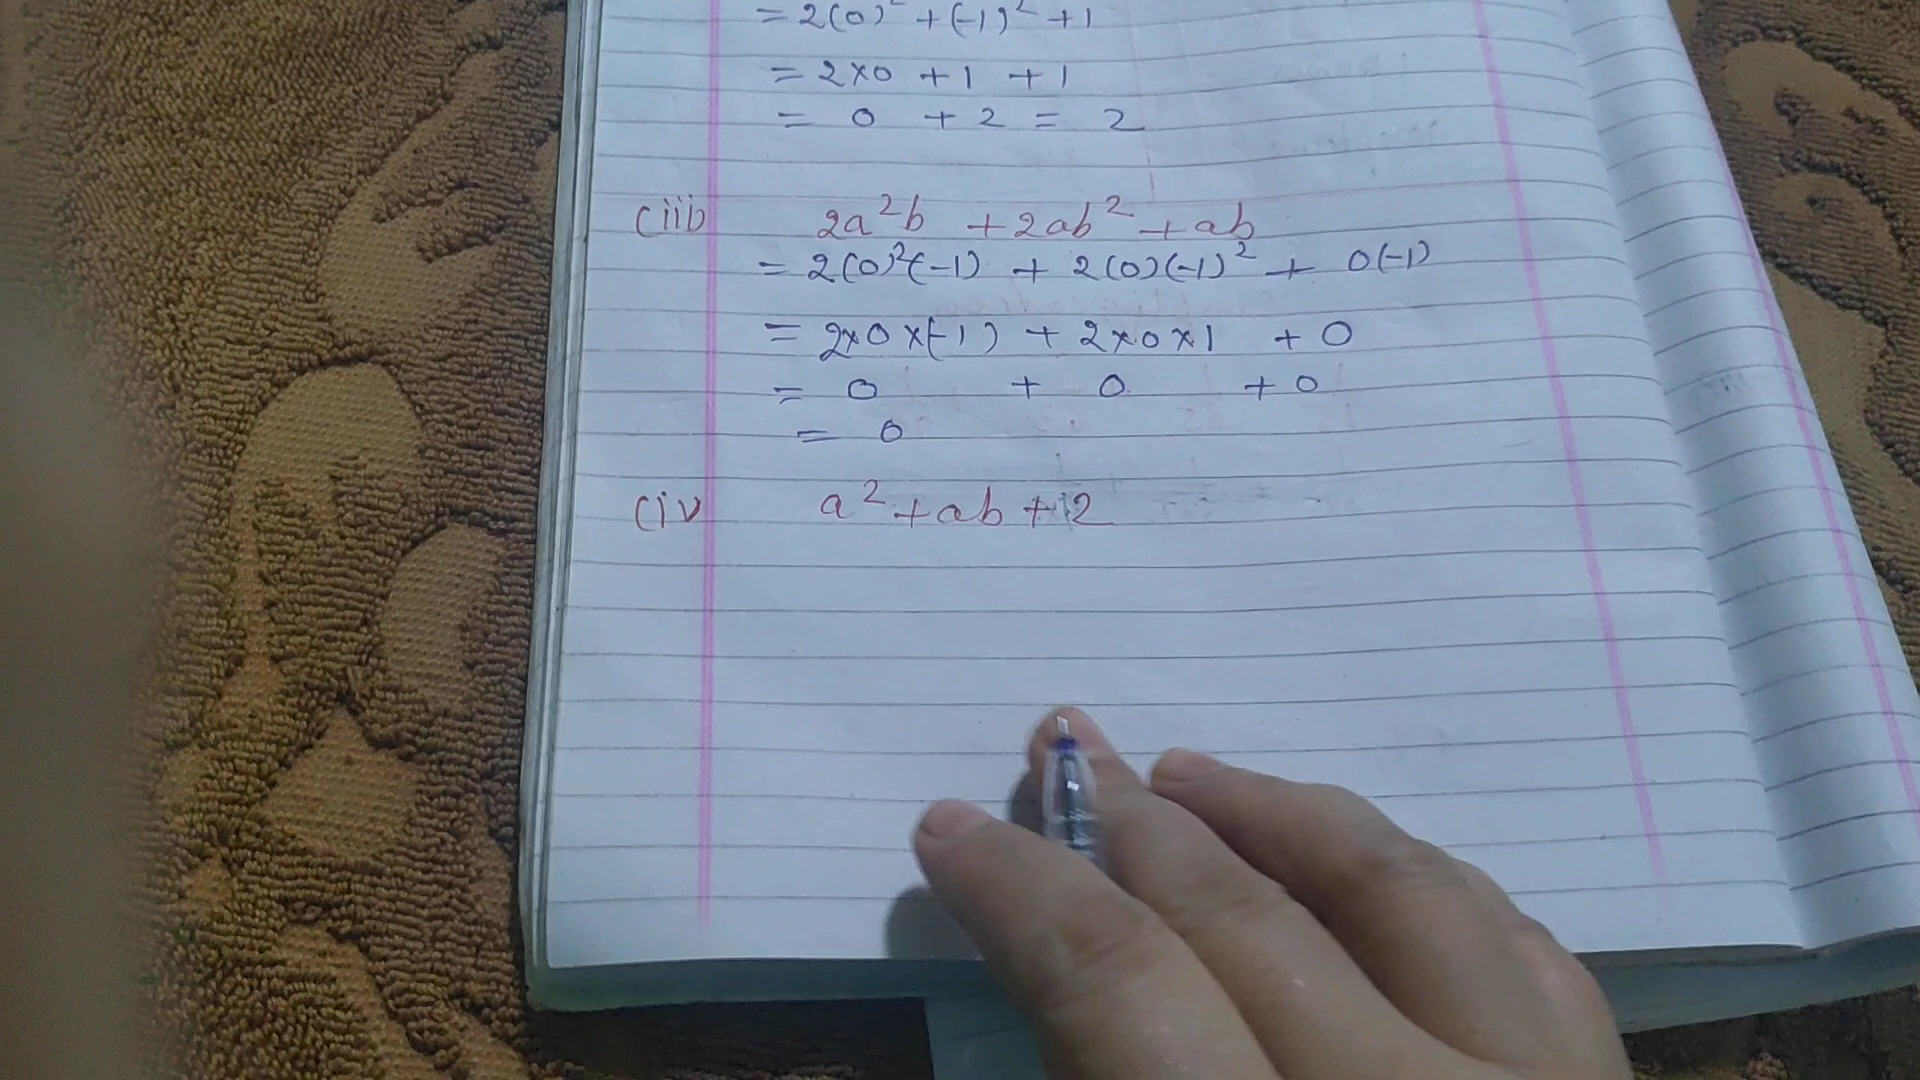 = 2(0)² + (-1)² + 1
= 2×0 + 1 + 1
= 0 + 2 = 2
(iii) 2a²b + 2ab² + ab
= 2(0)²(-1) + 2(0)(-1)² + 0(-1)
= 2×0×(-1) + 2×0×1 + 0
= 0 + 0 + 0
= 0
(iv) a² + ab + 2